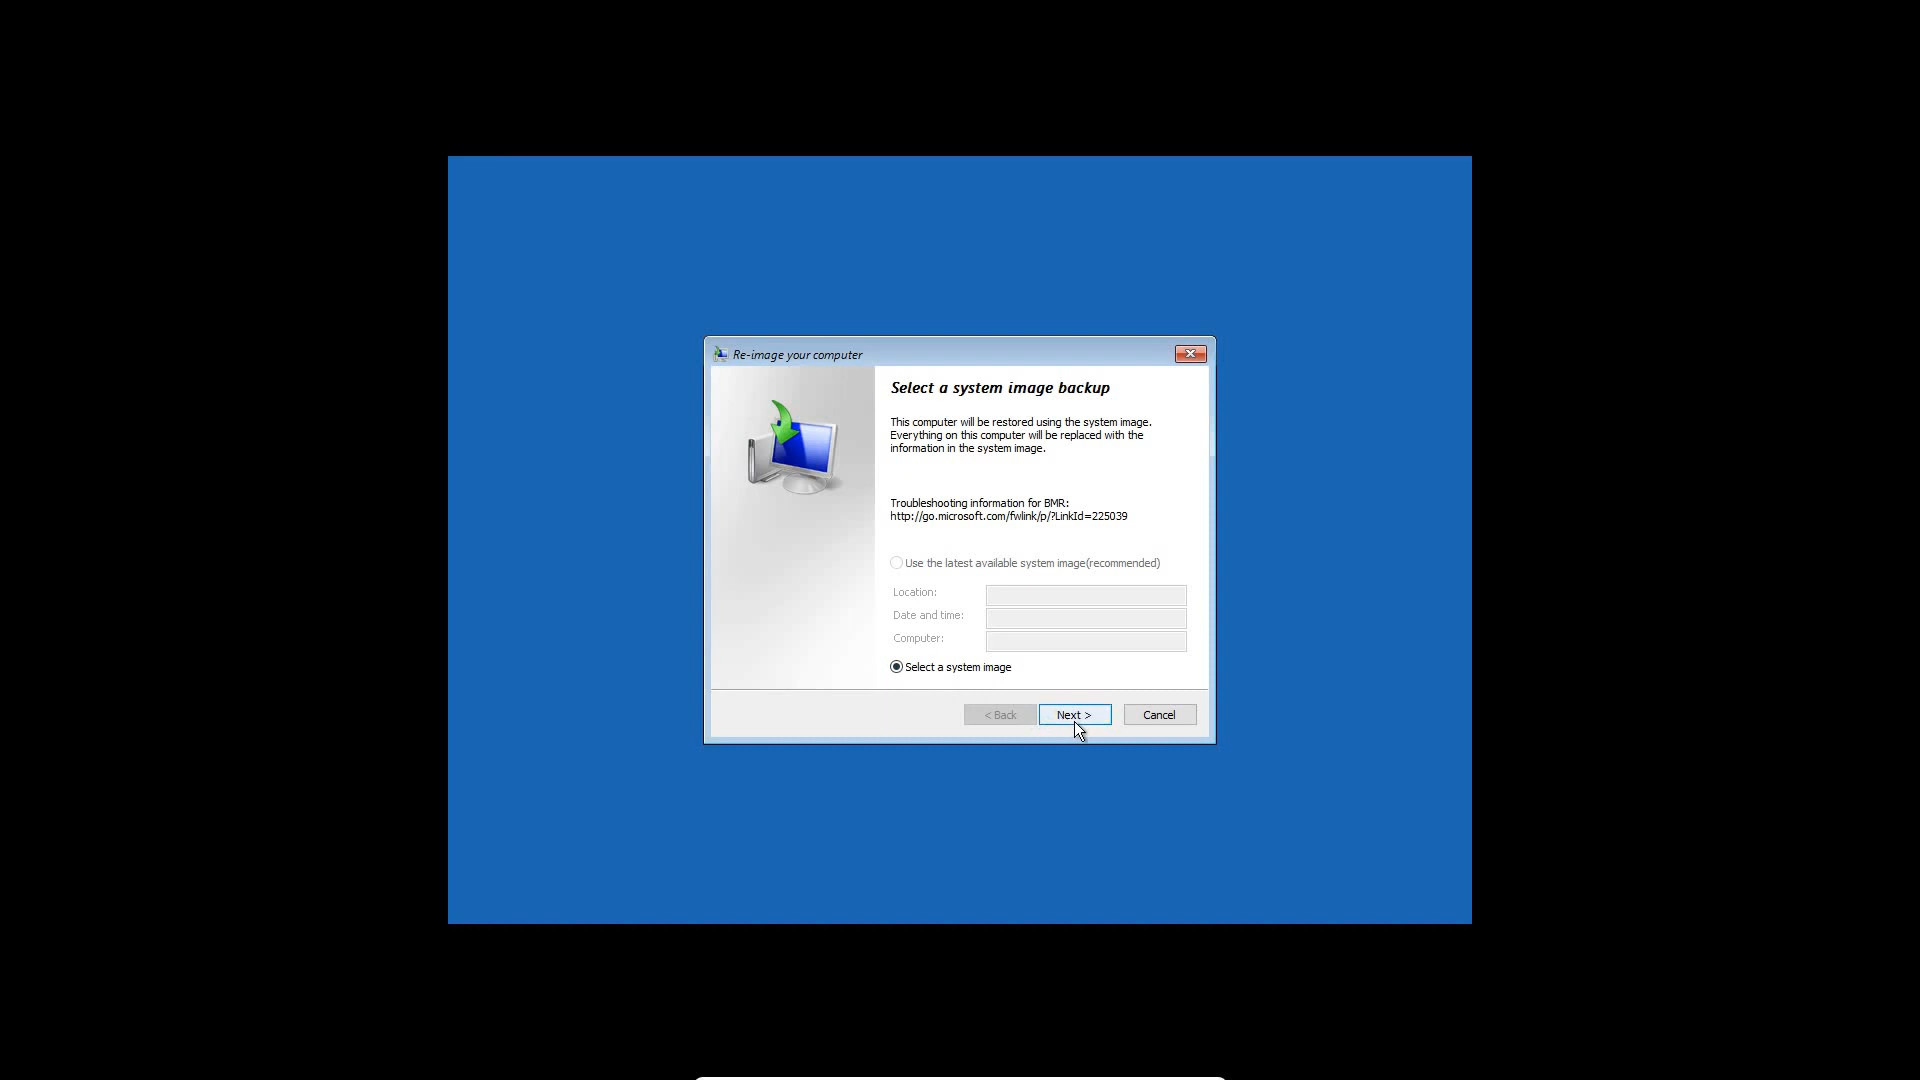 Re-image your computer
Select a system image backup
This computer will be restored using the system image.
Everything on this computer will be replaced with the
information in the system image.
Troubleshooting information for BMR:
http://go.microsoft.com/fwlink/p/?LinkId=225039
Use the latest available system image(recommended)
Location:
Date and time:
Computer:
Select a system image
< Back Next > Cancel